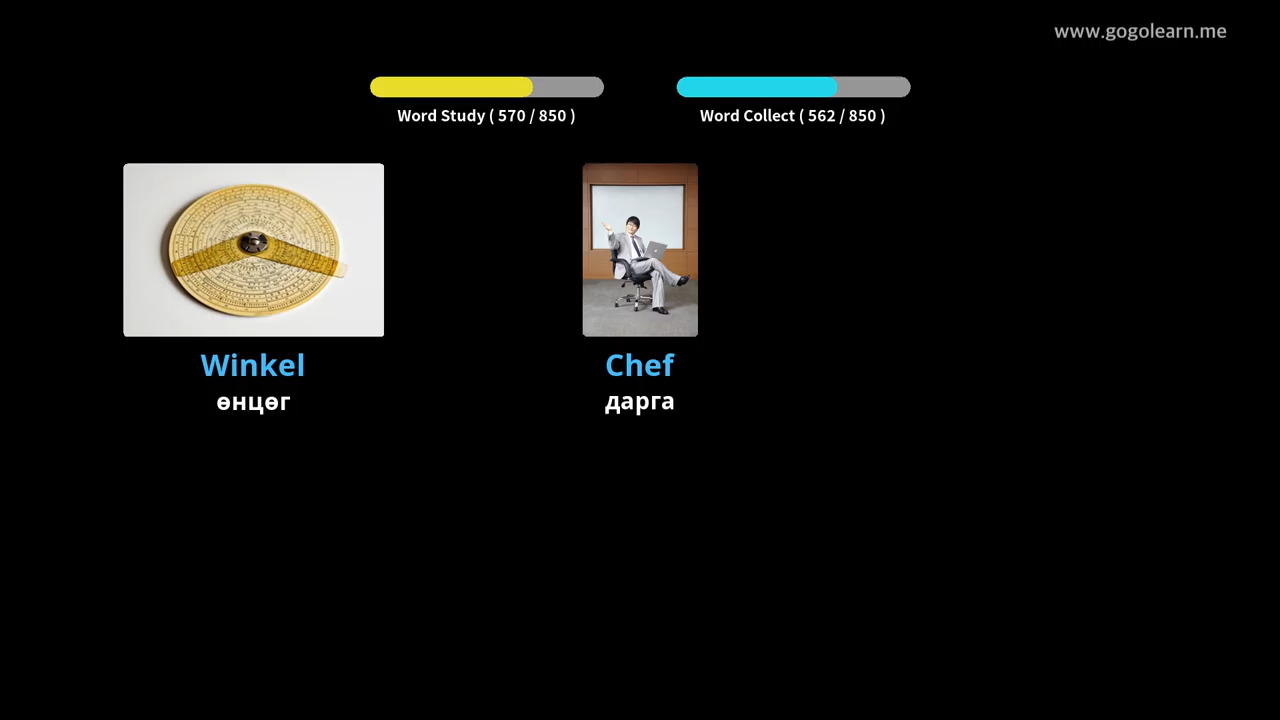 www.gogolearn.me
Word Study ( 570 / 850 )
Word Collect ( 562 / 850 )
Winkel
өнцөг
Chef
дарга